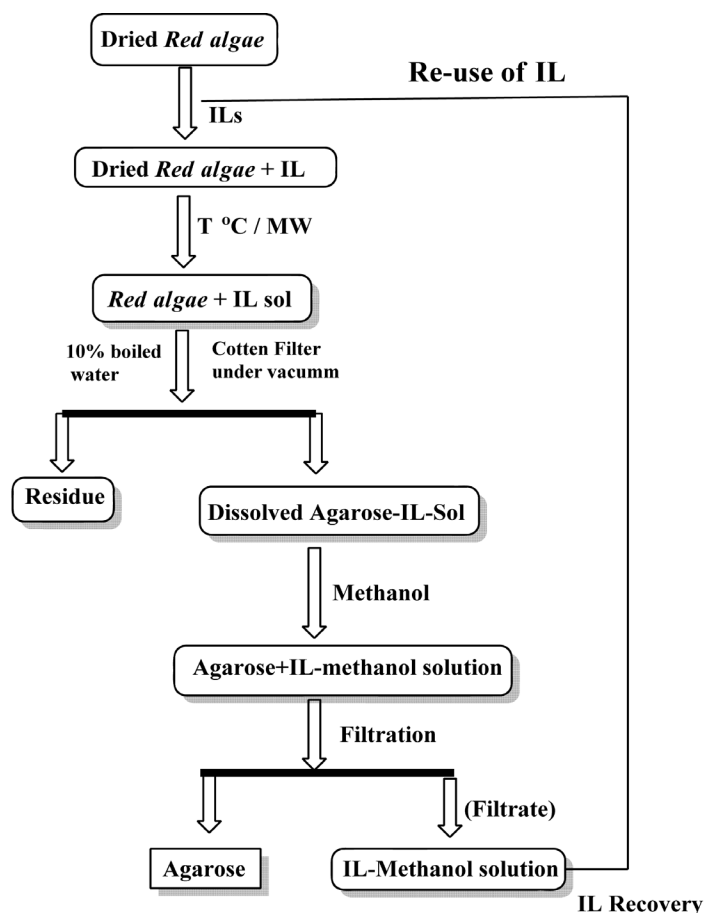 Dried Red algae
Re-use of IL
ILs
Dried Red algae + IL
T °C / MW
Red algae + IL sol
10% boiled
water
Cotten Filter
under vacumm
Residue
Dissolved Agarose-IL-Sol
Methanol
Agarose+IL-methanol solution
Filtration
(Filtrate)
Agarose
IL-Methanol solution
IL Recovery